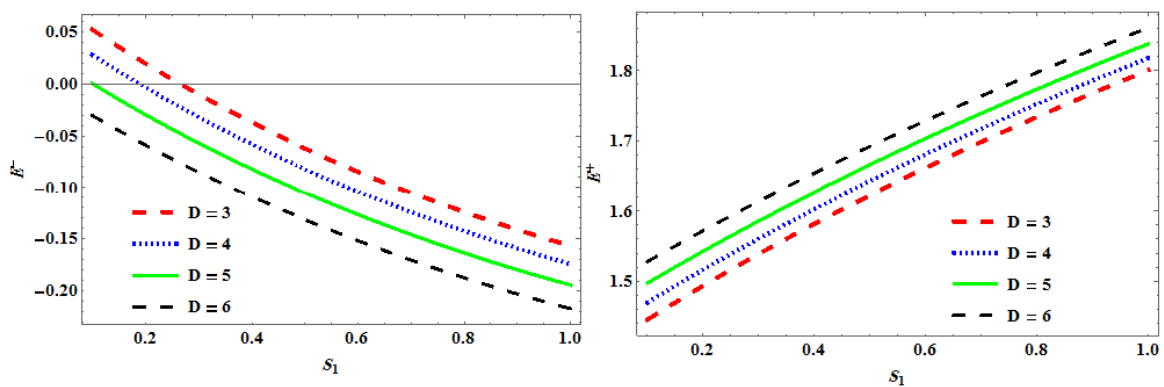 0.05
0.00
−0.05
−0.10
−0.15
−0.20
E⁻
D = 3
D = 4
D = 5
D = 6
0.2 0.4 0.6 0.8 1.0
s₁
1.8
1.7
1.6
1.5
E⁺
D = 3
D = 4
D = 5
D = 6
0.2 0.4 0.6 0.8 1.0
s₁